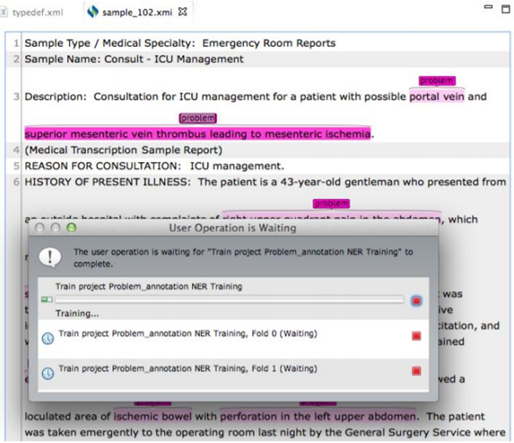 typedef.xml sample_102.xmi
1 Sample Type / Medical Specialty: Emergency Room Reports
2 Sample Name: Consult - ICU Management
problem
3 Description: Consultation for ICU management for a patient with possible portal vein and
problem
superior mesenteric vein thrombus leading to mesenteric ischemia.
4 (Medical Transcription Sample Report)
5 REASON FOR CONSULTATION: ICU management.
6 HISTORY OF PRESENT ILLNESS: The patient is a 43-year-old gentleman who presented from
problem
an outside hospital with complaints of right upper quadrant pain in the abdomen, which
User Operation is Waiting
The user operation is waiting for "Train project Problem_annotation NER Training" to
complete.
Train project Problem_annotation NER Training
Training...
was
Train project Problem_annotation NER Training, Fold 0 (Waiting)
Train project Problem_annotation NER Training, Fold 1 (Waiting)
loculated area of ischemic bowel with perforation in the left upper abdomen. The patient
was taken emergently to the operating room last night by the General Surgery Service where